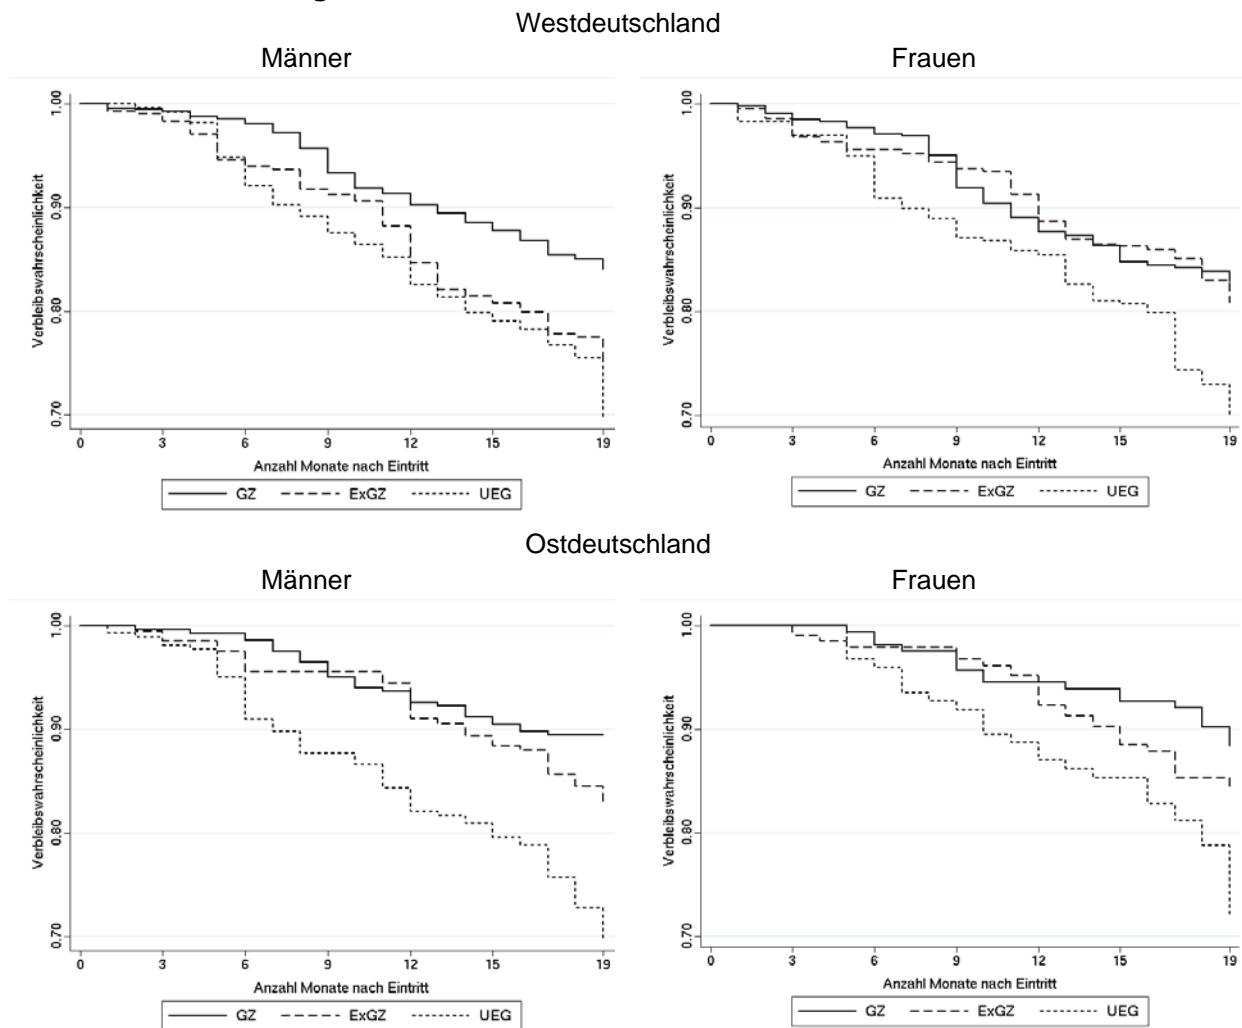 Westdeutschland
Männer
Frauen
Verbleibswahrscheinlichkeit
1.00
0.90
0.80
0.70
0 3 6 9 12 15 19
Anzahl Monate nach Eintritt
GZ ExGZ UEG
Verbleibswahrscheinlichkeit
1.00
0.90
0.80
0.70
0 3 6 9 12 15 19
Anzahl Monate nach Eintritt
GZ ExGZ UEG
Ostdeutschland
Männer
Frauen
Verbleibswahrscheinlichkeit
1.00
0.90
0.80
0.70
0 3 6 9 12 15 19
Anzahl Monate nach Eintritt
GZ ExGZ UEG
Verbleibswahrscheinlichkeit
1.00
0.90
0.80
0.70
0 3 6 9 12 15 19
Anzahl Monate nach Eintritt
GZ ExGZ UEG